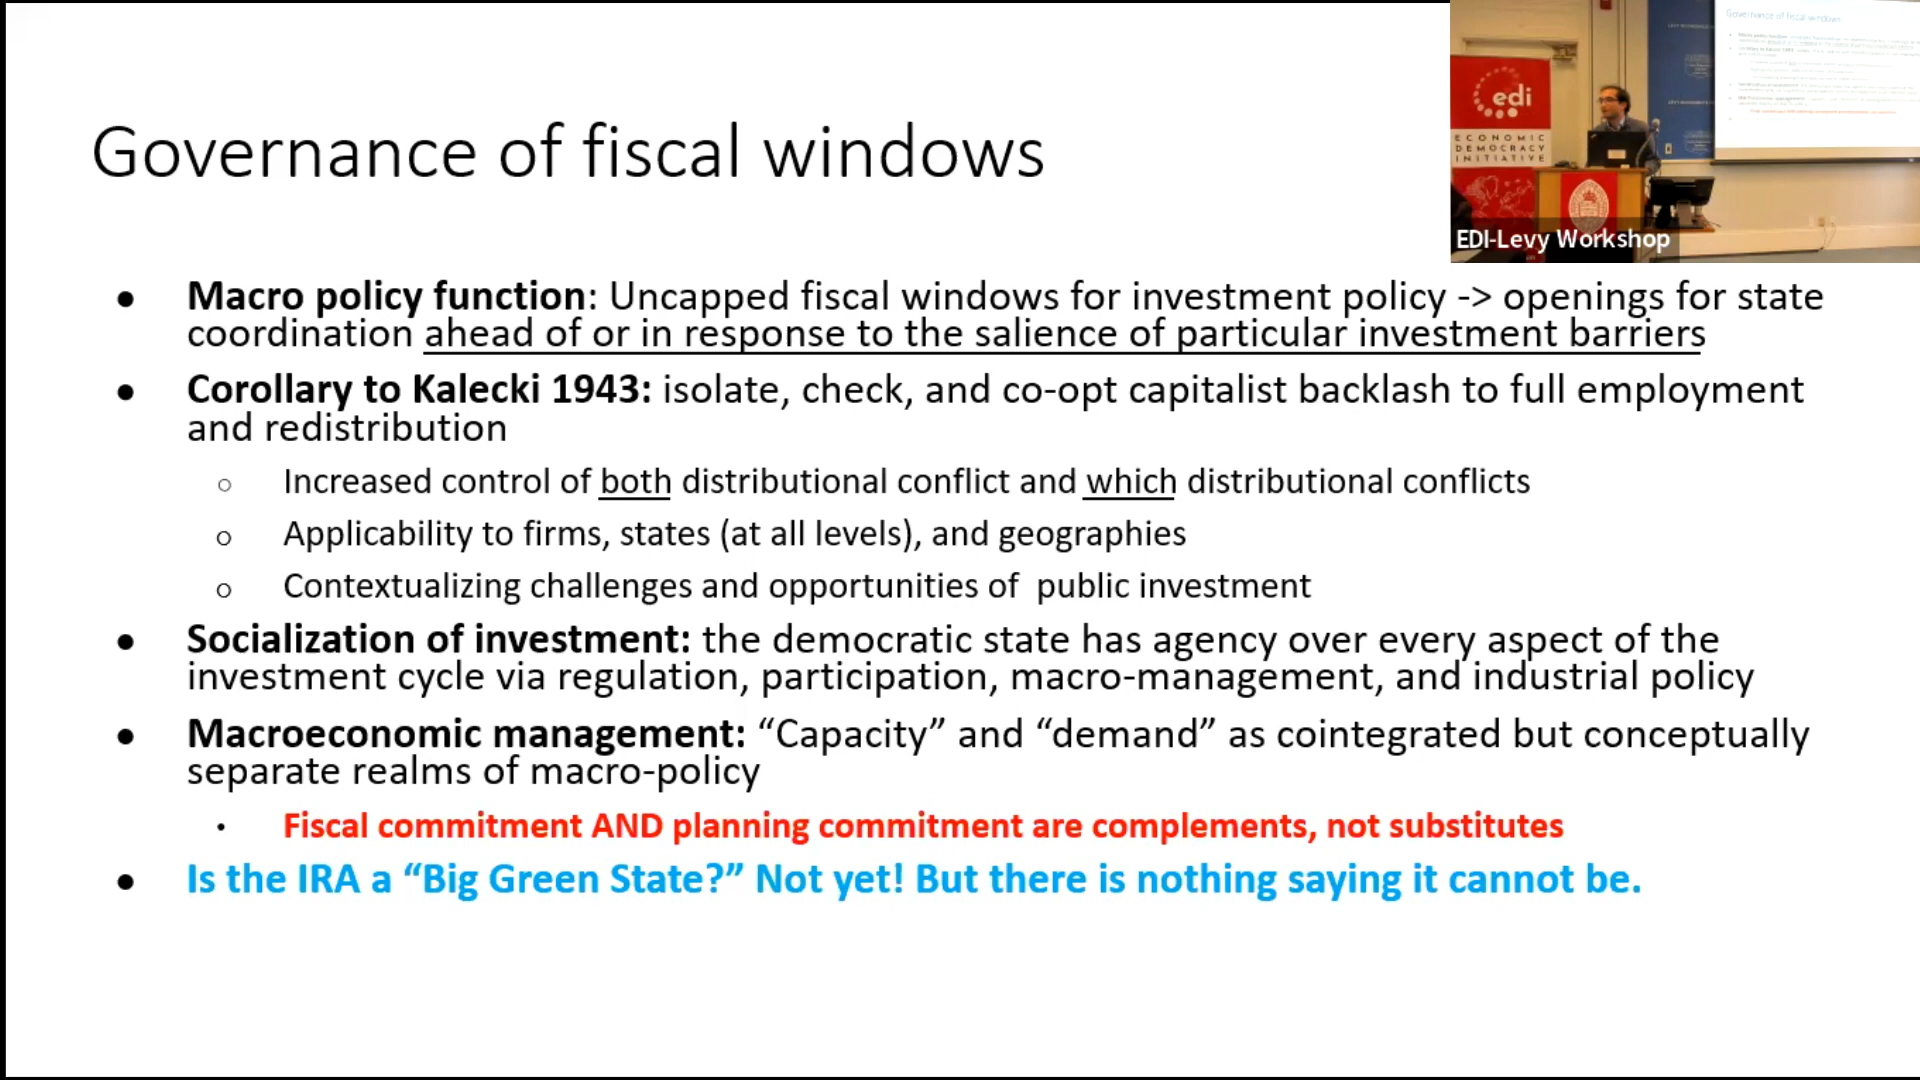 Governance of fiscal windows
edi
ECONOMIC
DEMOCRACY
INITIATIVE
Governance of fiscal windows
EDI-Levy Workshop
● Macro policy function: Uncapped fiscal windows for investment policy -> openings for state
coordination ahead of or in response to the salience of particular investment barriers
● Corollary to Kalecki 1943: isolate, check, and co-opt capitalist backlash to full employment
and redistribution
○ Increased control of both distributional conflict and which distributional conflicts
○ Applicability to firms, states (at all levels), and geographies
○ Contextualizing challenges and opportunities of public investment
● Socialization of investment: the democratic state has agency over every aspect of the
investment cycle via regulation, participation, macro-management, and industrial policy
● Macroeconomic management: “Capacity” and “demand” as cointegrated but conceptually
separate realms of macro-policy
• Fiscal commitment AND planning commitment are complements, not substitutes
● Is the IRA a “Big Green State?” Not yet! But there is nothing saying it cannot be.